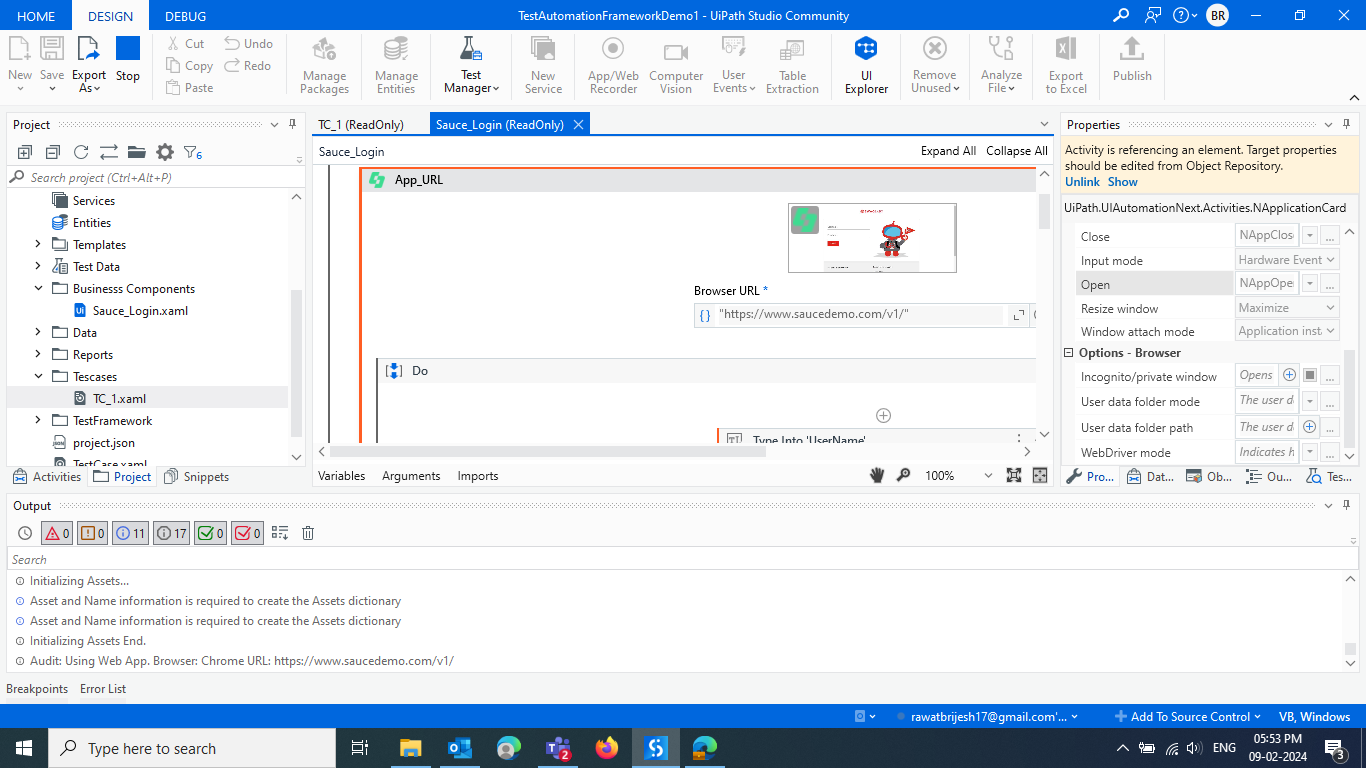 HOME DESIGN DEBUG TestAutomationFrameworkDemo1 - UiPath Studio Community BR
New Save Export As Stop Cut Copy Paste Undo Redo Manage Packages Manage Entities Test Manager New Service App/Web Recorder Computer Vision User Events Table Extraction UI Explorer Remove Unused Analyze File Export to Excel Publish
Project
6
Search project (Ctrl+Alt+P)
Services
Entities
Templates
Test Data
Businesss Components
Ui Sauce_Login.xaml
Data
Reports
Tescases
TC_1.xaml
TestFramework
JSON project.json
TestCase.xaml
Activities Project Snippets
TC_1 (ReadOnly) Sauce_Login (ReadOnly)
Sauce_Login Expand All Collapse All
App_URL
Browser URL *
{} "https://www.saucedemo.com/v1/"
Do
Type Into 'UserName'
Variables Arguments Imports 100%
Properties
Activity is referencing an element. Target properties
should be edited from Object Repository.
Unlink Show
UiPath.UIAutomationNext.Activities.NApplicationCard
Close NAppClos ...
Input mode Hardware Event
Open NAppOpe ...
Resize window Maximize
Window attach mode Application inst
Options - Browser
Incognito/private window Opens ...
User data folder mode The user d ...
User data folder path The user d ...
WebDriver mode Indicates h ...
Pro... Dat... Ob... Ou... Tes...
Output
0 0 11 17 0 0
Search
Initializing Assets...
Asset and Name information is required to create the Assets dictionary
Asset and Name information is required to create the Assets dictionary
Initializing Assets End.
Audit: Using Web App. Browser: Chrome URL: https://www.saucedemo.com/v1/
Breakpoints Error List
rawatbrijesh17@gmail.com'... Add To Source Control VB, Windows
Type here to search 2 ENG 05:53 PM
09-02-2024 3